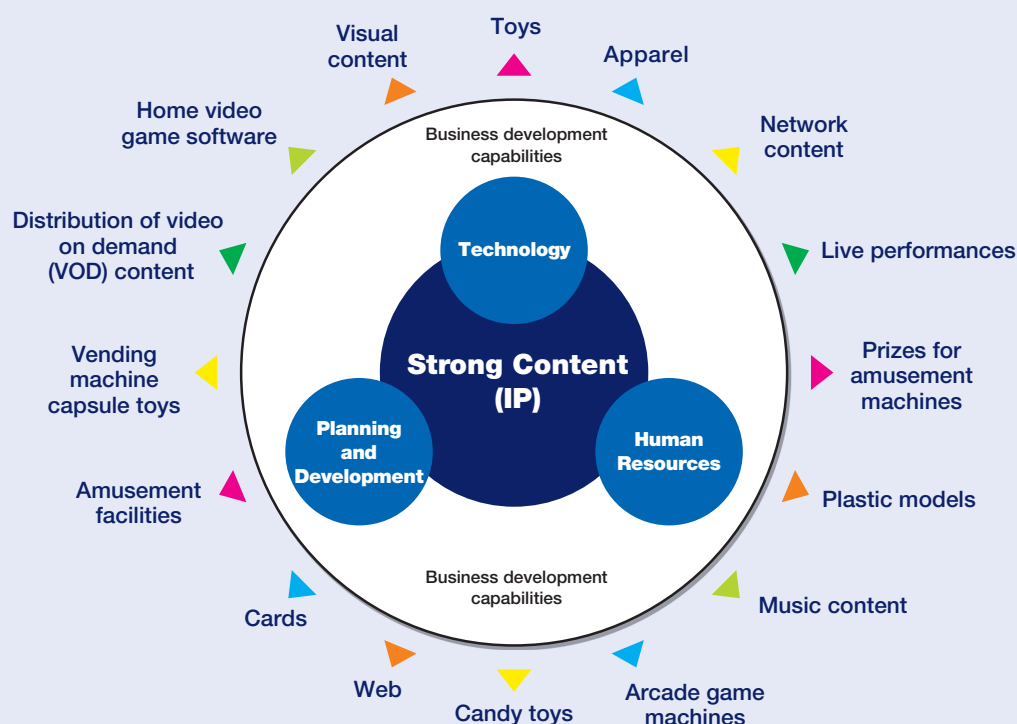 Toys
Visual
content
Apparel
Home video
game software
Network
content
Business development
capabilities
Distribution of video
on demand
(VOD) content
Technology
Live performances
Vending
machine
capsule toys
Strong Content
(IP)
Prizes for
amusement
machines
Planning
and
Development
Human
Resources
Amusement
facilities
Plastic models
Business development
capabilities
Cards
Music content
Web
Candy toys
Arcade game
machines